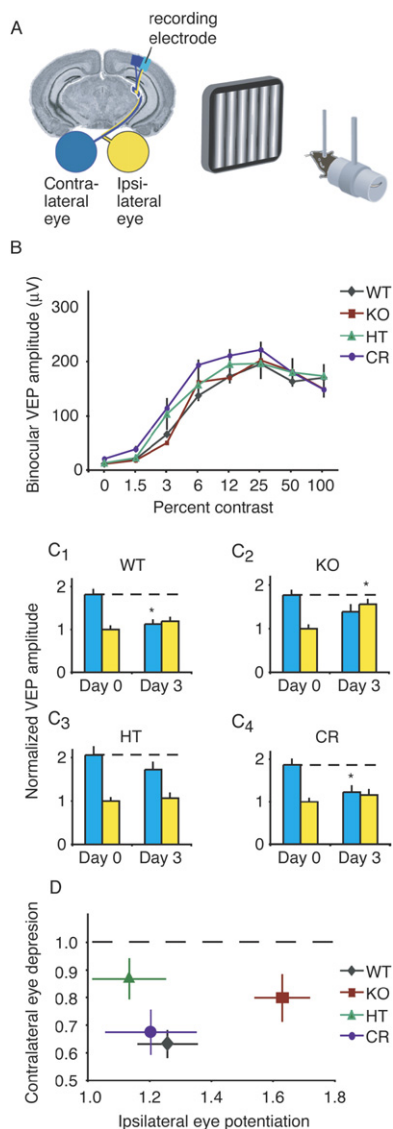 A
recording
electrode
Contra-
lateral
eye
Ipsi-
lateral
eye
B
Binocular VEP amplitude (μV)
300
200
100
0
0 1.5 3 6 12 25 50 100
Percent contrast
WT
KO
HT
CR
Normalized VEP amplitude
C1
WT
2
1
0
*
Day 0 Day 3
C2
KO
2
1
0
*
Day 0 Day 3
C3
HT
2
1
0
Day 0 Day 3
C4
CR
2
1
0
*
Day 0 Day 3
D
Contralateral eye depresion
1.0
0.9
0.8
0.7
0.6
0.5
1.0 1.2 1.4 1.6 1.8
Ipsilateral eye potentiation
WT
KO
HT
CR